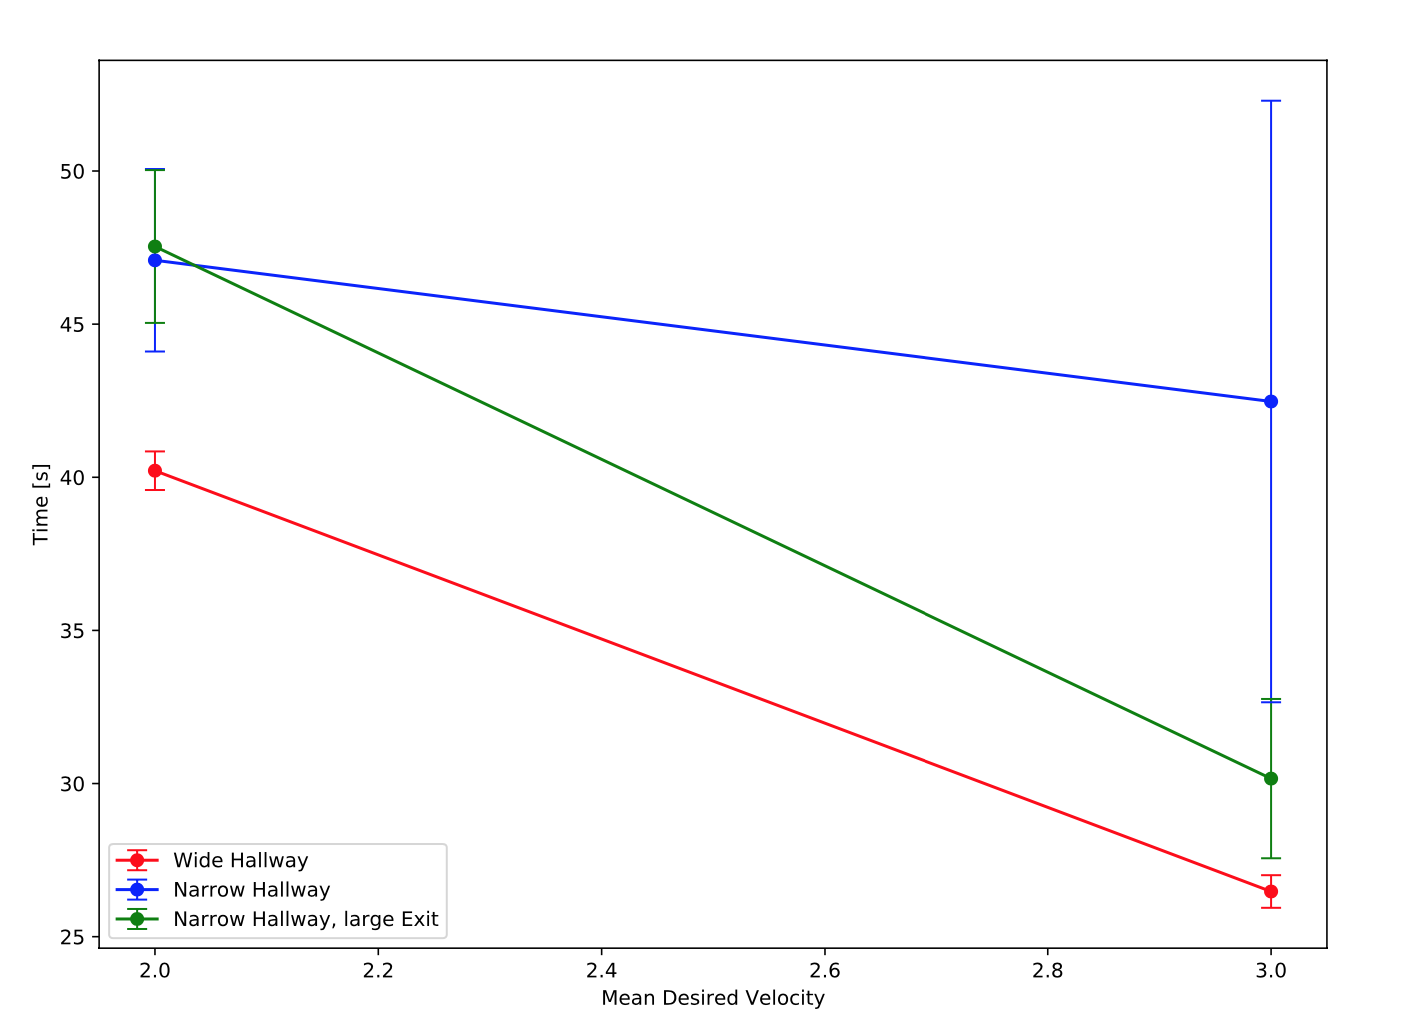 50
45
40
35
30
25
Time [s]
Wide Hallway
Narrow Hallway
Narrow Hallway, large Exit
2.0 2.2 2.4 2.6 2.8 3.0
Mean Desired Velocity